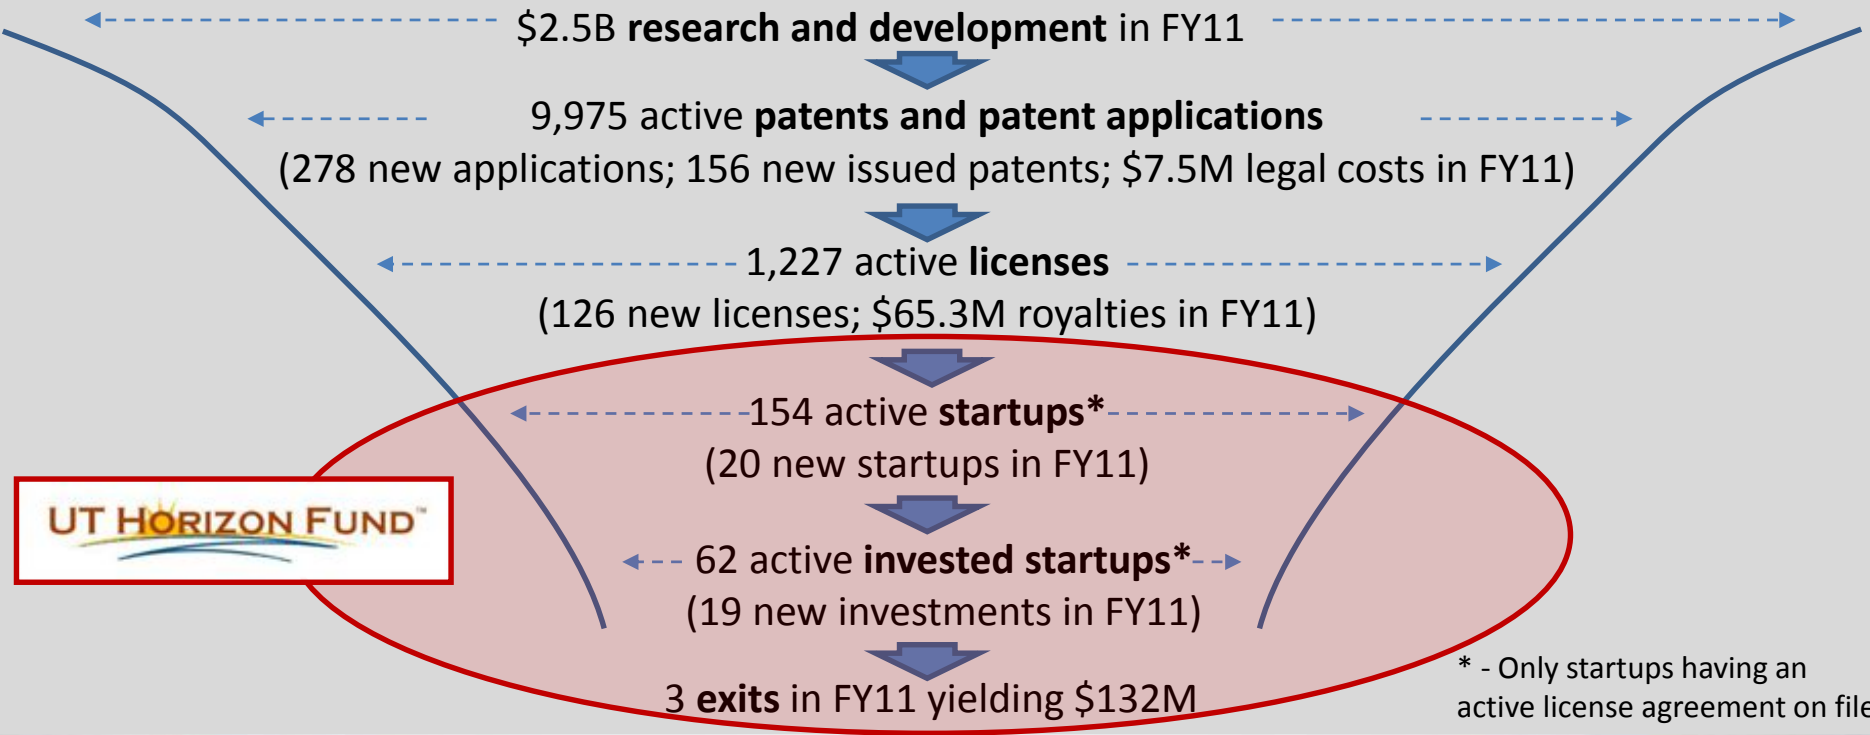 $2.5B research and development in FY11
9,975 active patents and patent applications
(278 new applications; 156 new issued patents; $7.5M legal costs in FY11)
1,227 active licenses
(126 new licenses; $65.3M royalties in FY11)
154 active startups*
(20 new startups in FY11)
UT HORIZON FUND™
62 active invested startups*
(19 new investments in FY11)
3 exits in FY11 yielding $132M
* - Only startups having an
active license agreement on file